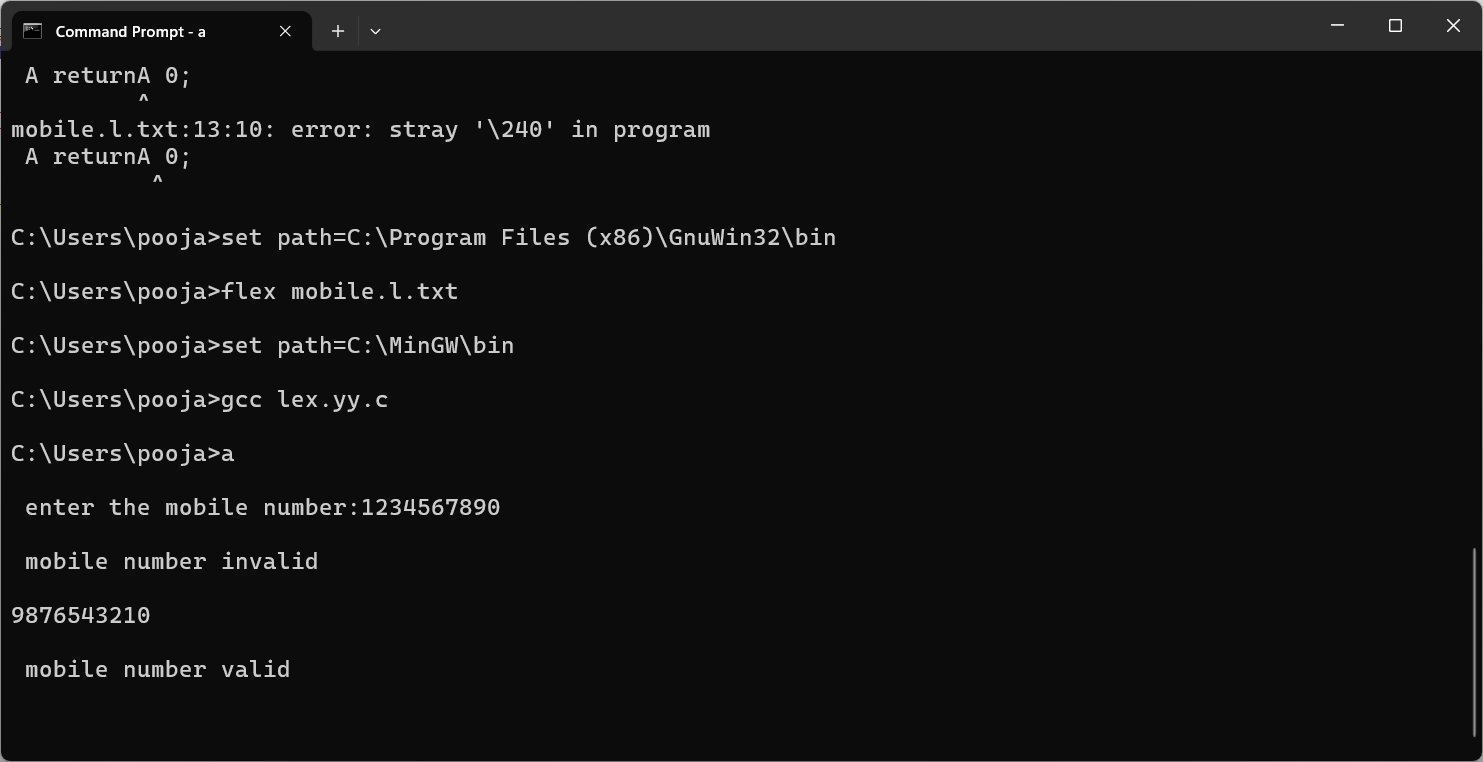 Command Prompt - a
 A returnA 0;
         ^
mobile.l.txt:13:10: error: stray '\240' in program
 A returnA 0;
          ^
C:\Users\pooja>set path=C:\Program Files (x86)\GnuWin32\bin
C:\Users\pooja>flex mobile.l.txt
C:\Users\pooja>set path=C:\MinGW\bin
C:\Users\pooja>gcc lex.yy.c
C:\Users\pooja>a
 enter the mobile number:1234567890
 mobile number invalid
9876543210
 mobile number valid